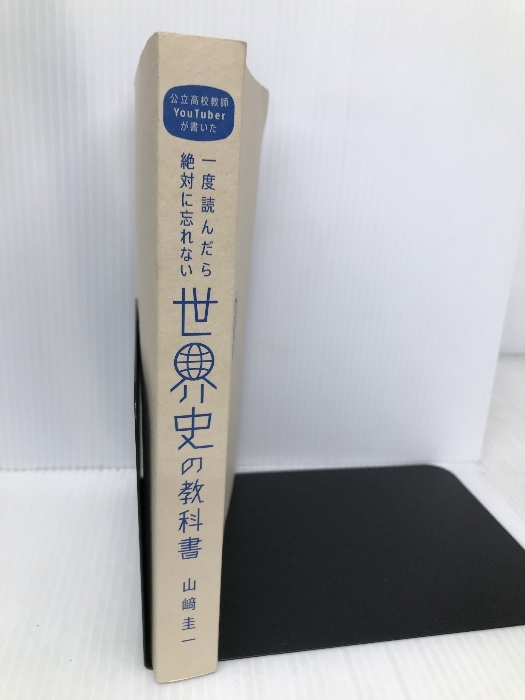 公立高校教師
YouTuber
が書いた
一度読んだら
絶対に忘れない
世界史の教科書
山﨑圭一